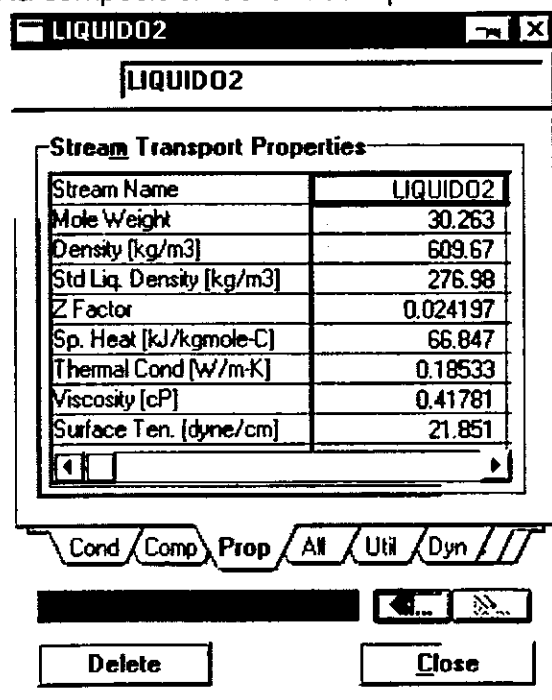 LIQUIDO2
LIQUIDO2
Stream Transport Properties
Stream Name LIQUIDO2
Mole Weight 30.263
Density [kg/m3] 609.67
Std Liq. Density [kg/m3] 276.98
Z Factor 0.024197
Sp. Heat [kJ/kgmole-C] 66.847
Thermal Cond [W/m-K] 0.18533
Viscosity [cP] 0.41781
Surface Ten. [dyne/cm] 21.851
Cond Comp Prop All Util Dyn
Delete Close